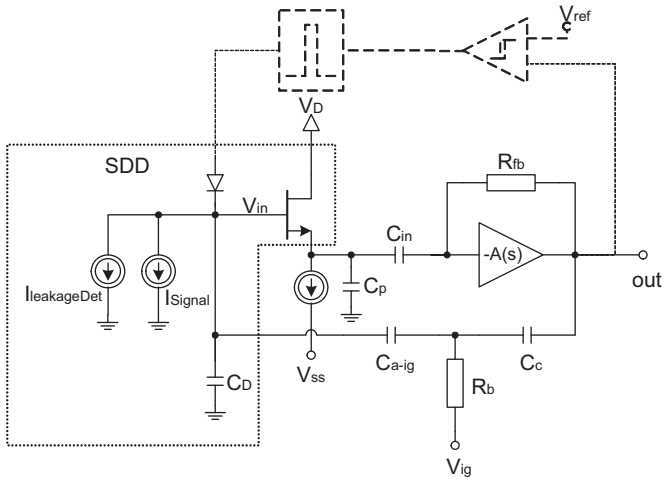 Vref
VD
SDD
Rfb
Vin
Cin
-A(s)
out
IleakageDet
ISignal
Cp
Ca-ig
Cc
CD
Vss
Rb
Vig